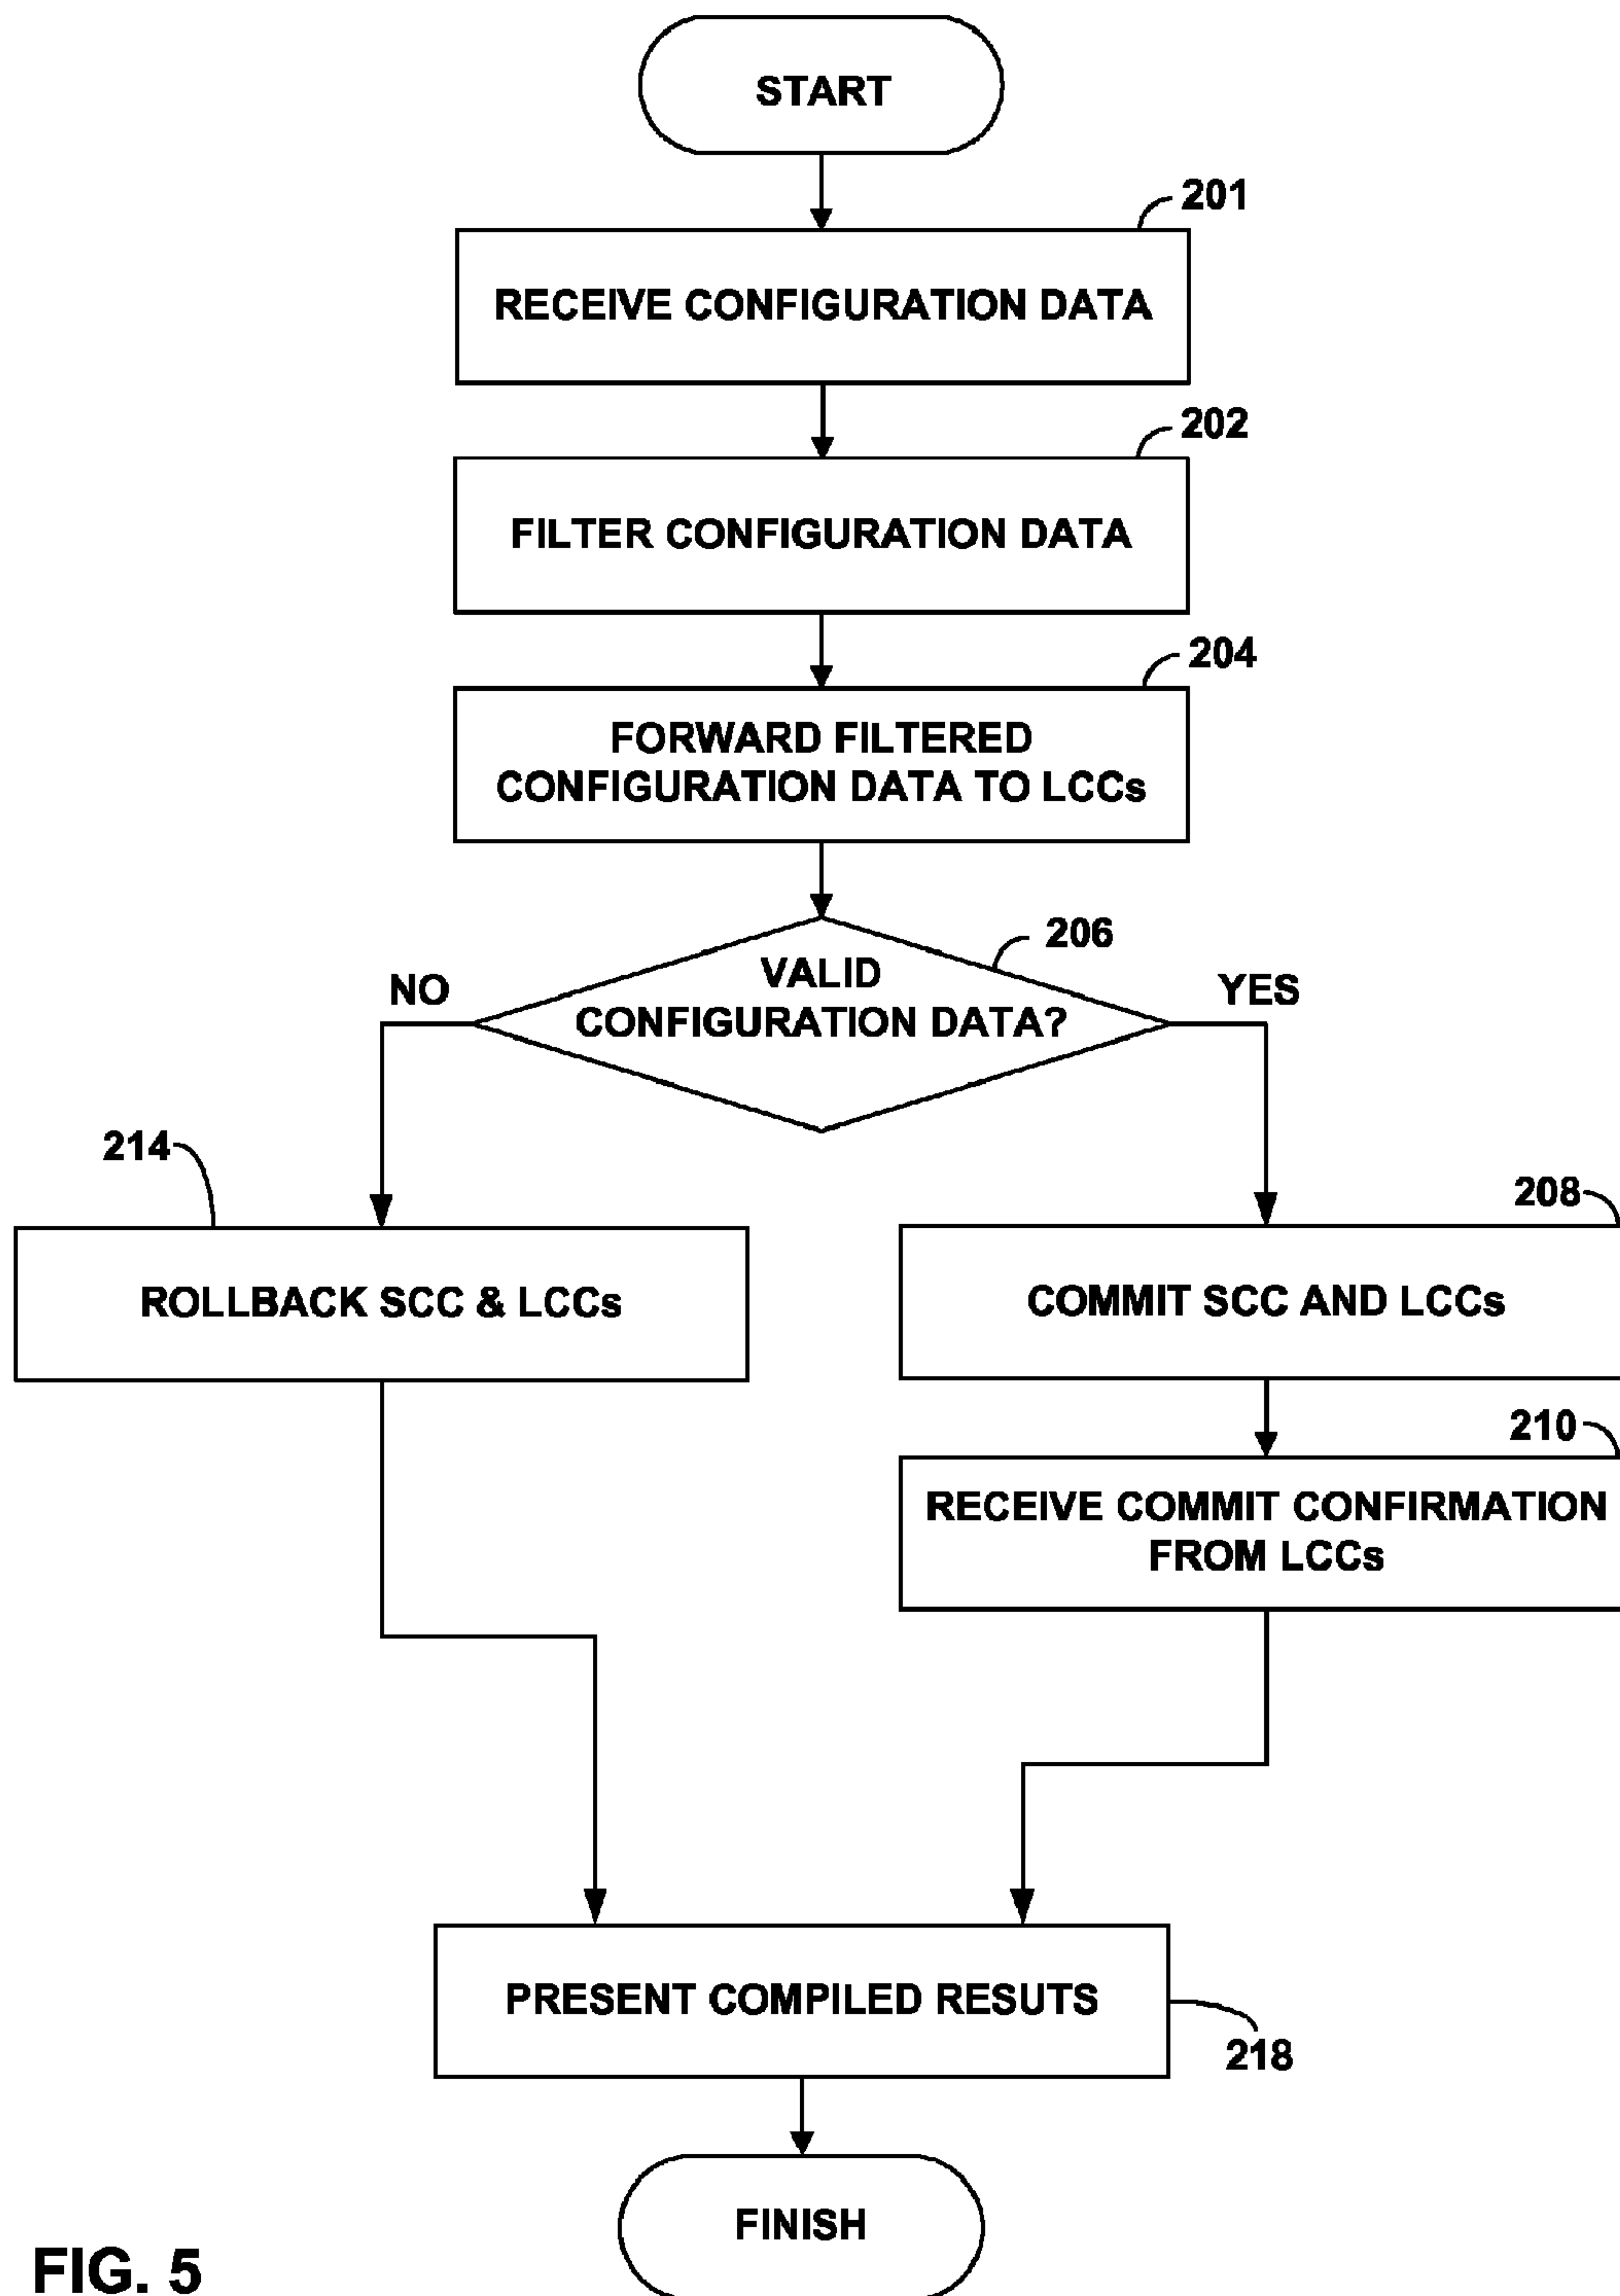 START
201
RECEIVE CONFIGURATION DATA
202
FILTER CONFIGURATION DATA
204
FORWARD FILTERED
CONFIGURATION DATA TO LCCs
206
VALID
CONFIGURATION DATA?
NO
YES
214
ROLLBACK SCC & LCCs
208
COMMIT SCC AND LCCs
210
RECEIVE COMMIT CONFIRMATION
FROM LCCs
PRESENT COMPILED RESUTS
218
FINISH
FIG. 5